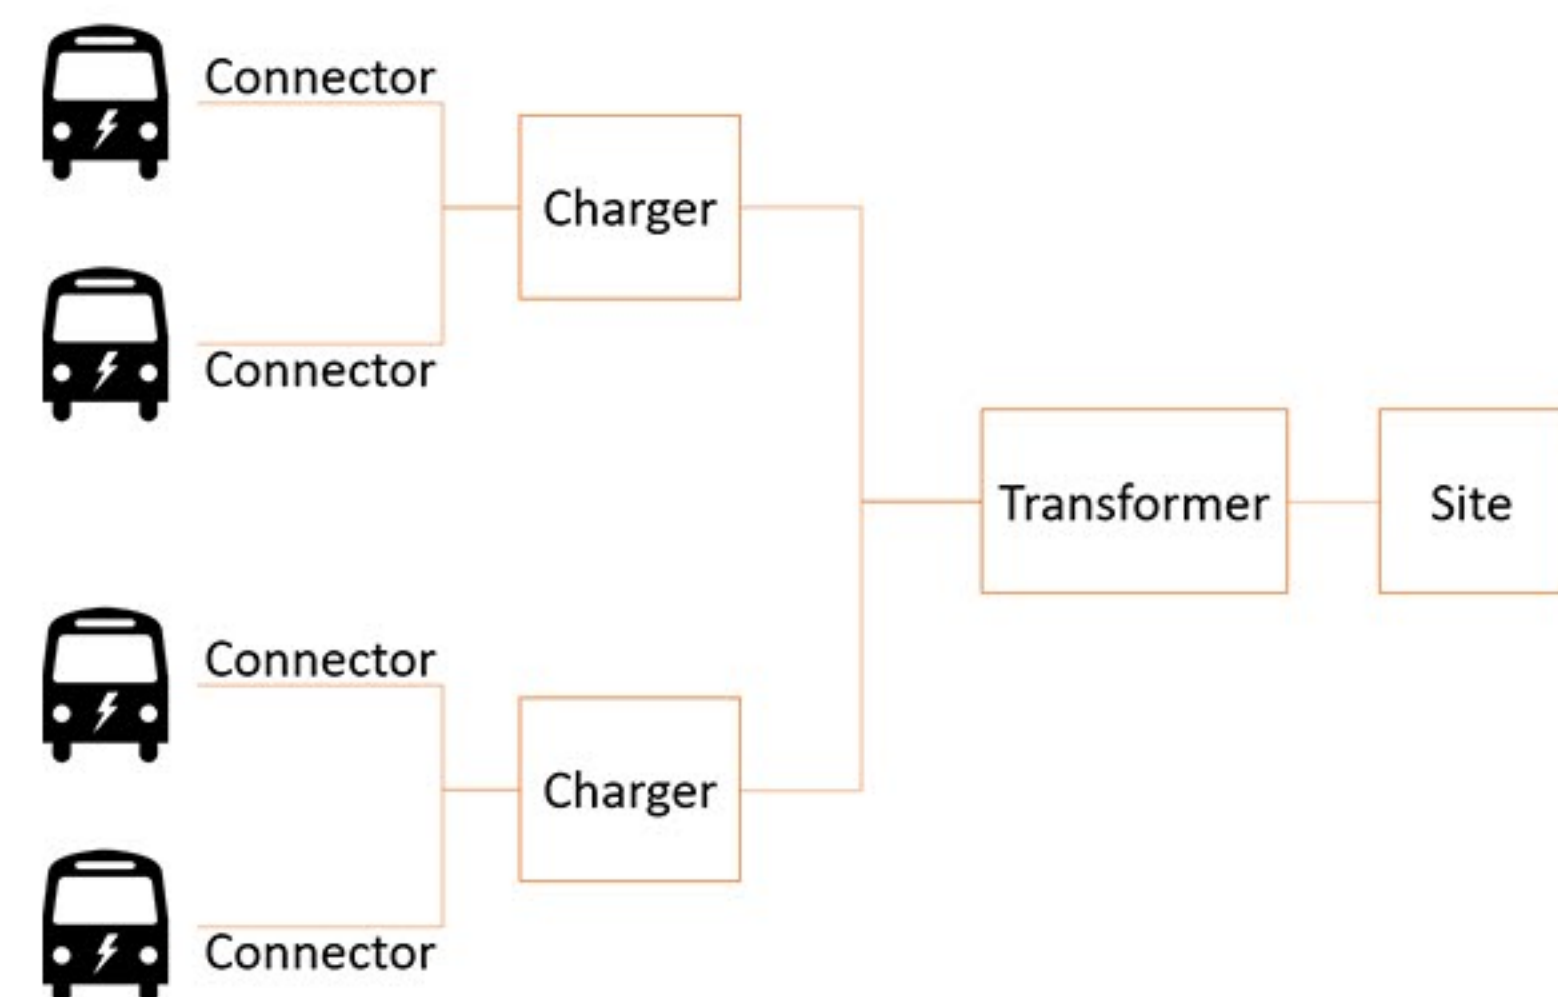 Connector
Charger
Connector
Transformer
Site
Connector
Charger
Connector